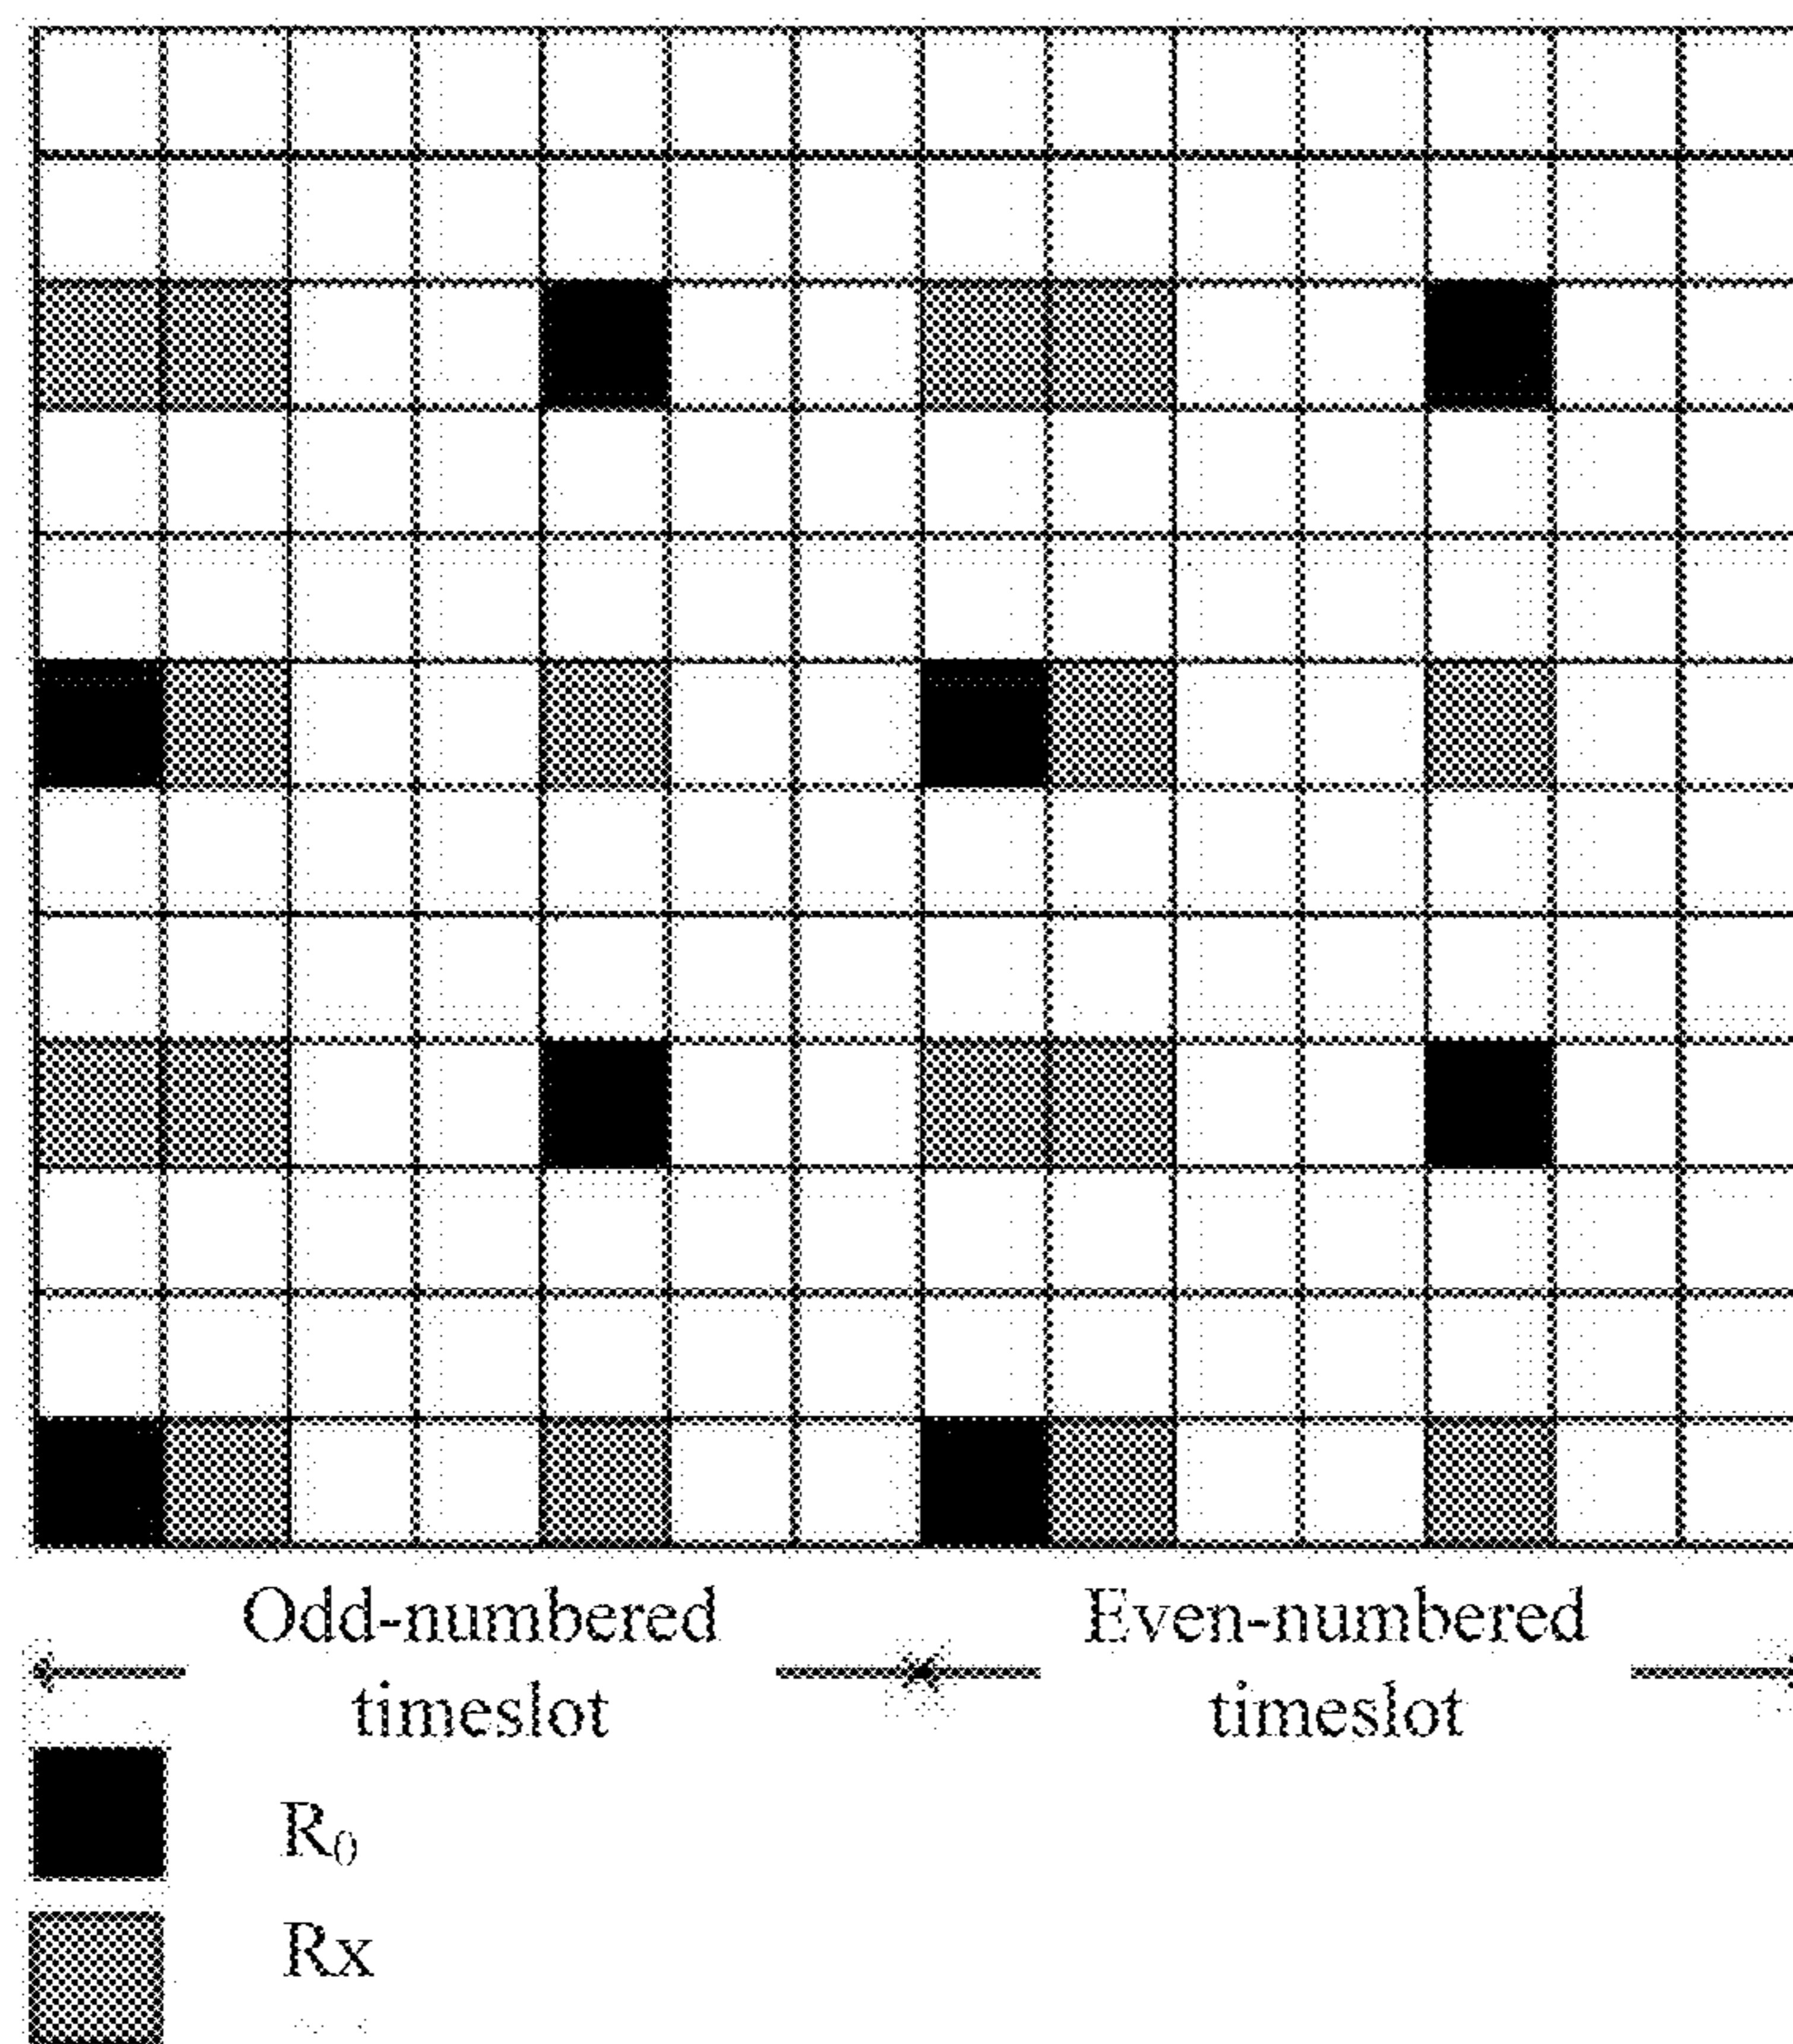 Odd-numbered
timeslot
Even-numbered
timeslot
R₀
Rx